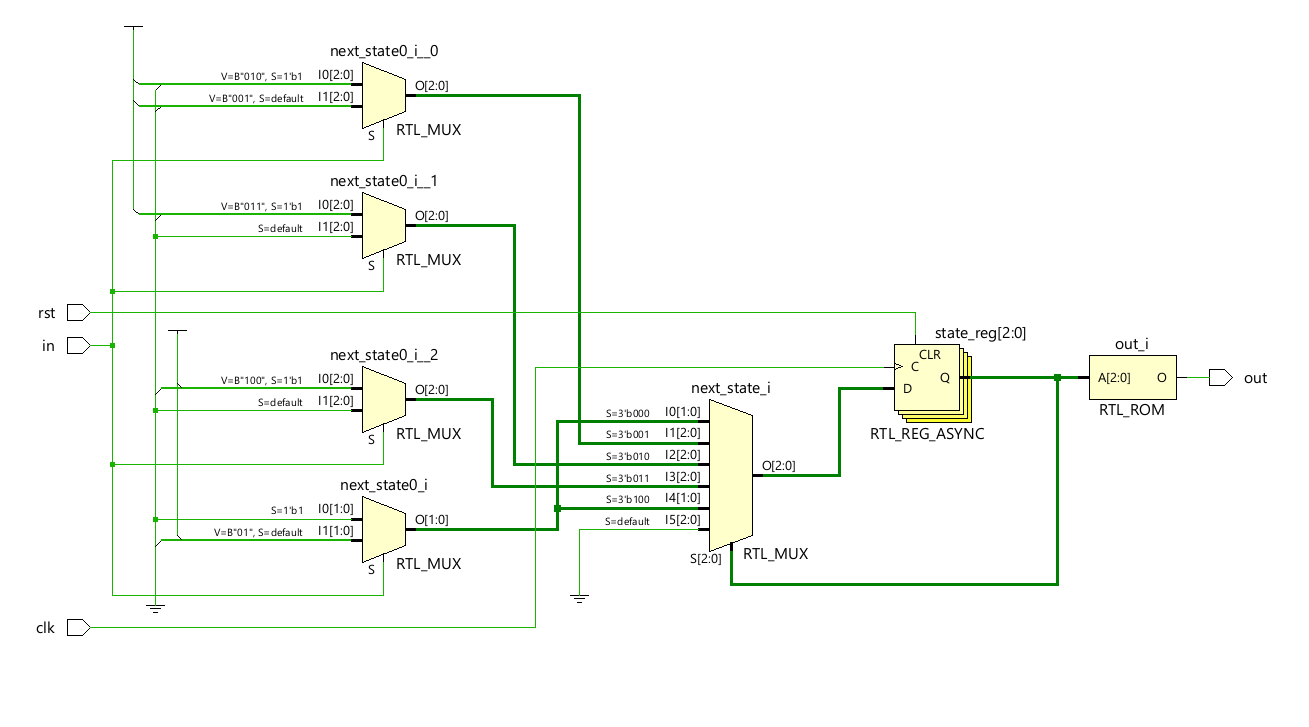 next_state0_i__0
V=B"010", S=1'b1 I0[2:0]
V=B"001", S=default I1[2:0]
O[2:0]
S
RTL_MUX
next_state0_i__1
V=B"011", S=1'b1 I0[2:0]
S=default I1[2:0]
O[2:0]
S
RTL_MUX
rst
in
next_state0_i__2
V=B"100", S=1'b1 I0[2:0]
S=default I1[2:0]
O[2:0]
S
RTL_MUX
next_state0_i
S=1'b1 I0[1:0]
V=B"01", S=default I1[1:0]
O[1:0]
S
RTL_MUX
clk
next_state_i
S=3'b000 I0[1:0]
S=3'b001 I1[2:0]
S=3'b010 I2[2:0]
S=3'b011 I3[2:0]
S=3'b100 I4[1:0]
S=default I5[2:0]
O[2:0]
S[2:0]
RTL_MUX
state_reg[2:0]
CLR
C
D
Q
RTL_REG_ASYNC
out_i
A[2:0] O
RTL_ROM
out